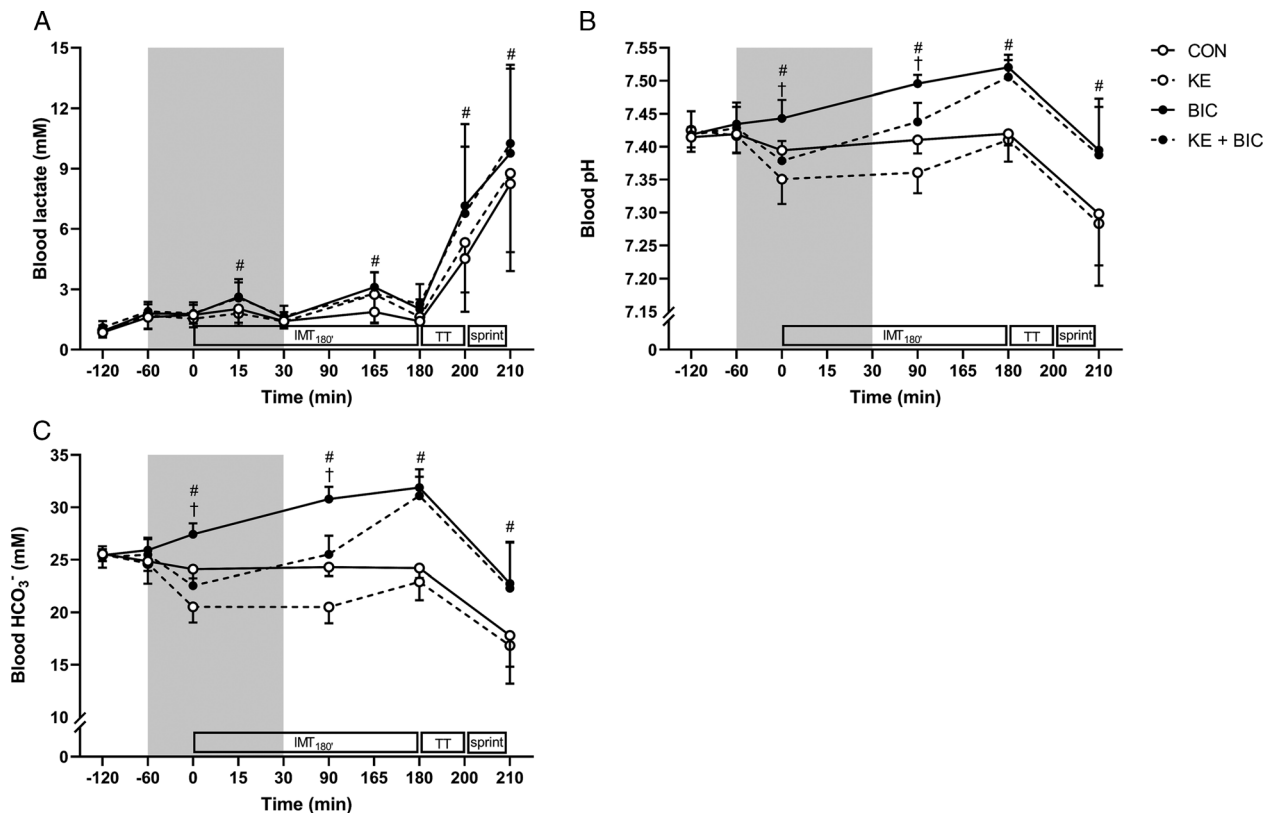 A
Blood lactate (mM)
15
12
9
6
3
0
#
#
#
#
IMT180'
TT
sprint
-120 -60 0 15 30 165 180 200 210
Time (min)
B
Blood pH
7.55
7.50
7.45
7.40
7.35
7.30
7.25
7.20
7.15
0
#
†
#
†
#
#
IMT180'
TT
sprint
-120 -60 0 15 30 90 165 180 200 210
Time (min)
CON
KE
BIC
KE + BIC
C
Blood HCO3- (mM)
35
30
25
20
15
10
0
#
†
#
†
#
#
IMT180'
TT
sprint
-120 -60 0 15 30 90 165 180 200 210
Time (min)